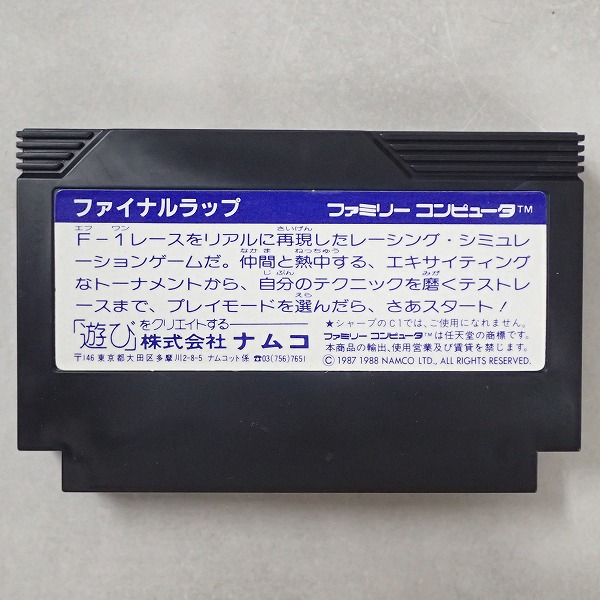 ファイナルラップ ファミリー コンピュータ™
エフ ワン さいげん
F-1レースをリアルに再現したレーシング・シミュレ
なかま ねっちゅう
ーションゲームだ。仲間と熱中する、エキサイティング
じぶん みが
なトーナメントから、自分のテクニックを磨くテストレ
えら
ースまで、プレイモードを選んだら、さあスタート!
「遊び」をクリエイトする 株式会社 ナムコ
〒146 東京都大田区多摩川2-8-5 ナムコット係 ☎03(756)7651
★シャープのC1では、ご使用になれません。
ファミリー コンピュータ™は任天堂の商標です。
本商品の輸出、使用営業及び賃貸を禁じます。
Ⓒ 1987 1988 NAMCO LTD., ALL RIGHTS RESERVED.